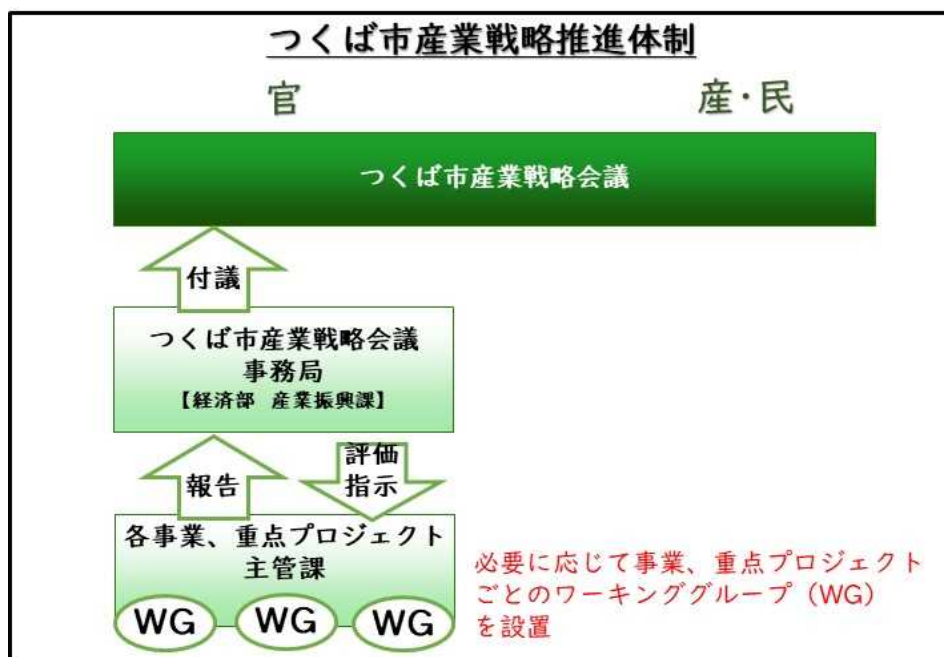 つくば市産業戦略推進体制
官
産・民
つくば市産業戦略会議
付議
つくば市産業戦略会議
事務局
【経済部 産業振興課】
報告
評価
指示
各事業、重点プロジェクト
主管課
WG
WG
WG
必要に応じて事業、重点プロジェクト
ごとのワーキンググループ（WG）
を設置